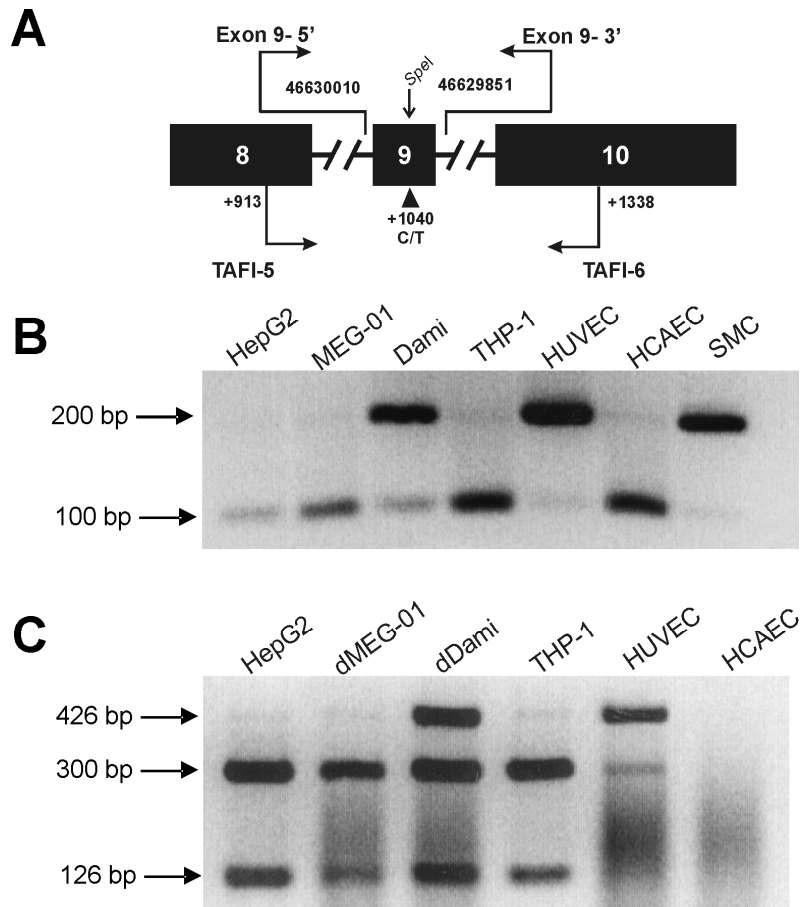 A
Exon 9- 5’
Exon 9- 3’
46630010
SpeI
46629851
8
9
10
+913
+1040
C/T
+1338
TAFI-5
TAFI-6
B
HepG2 MEG-01 Dami THP-1 HUVEC HCAEC SMC
200 bp
100 bp
C
HepG2 dMEG-01 dDami THP-1 HUVEC HCAEC
426 bp
300 bp
126 bp